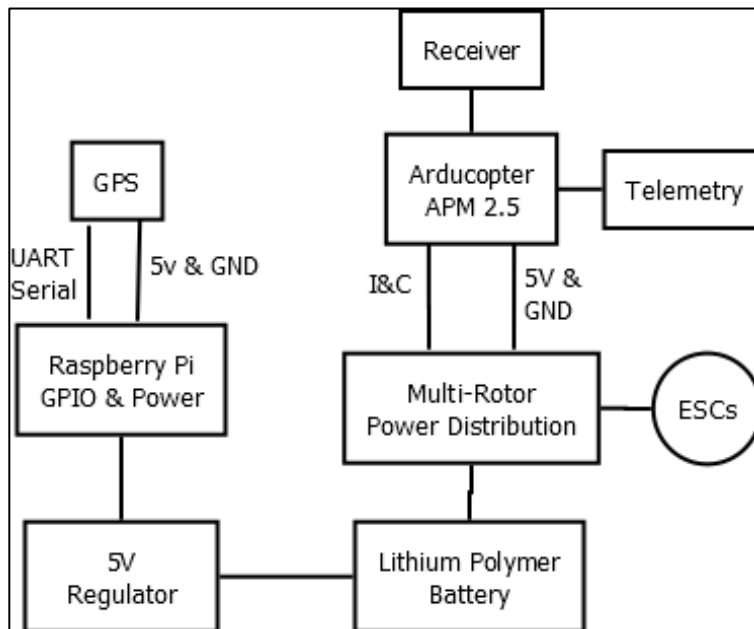 Receiver
GPS
Arducopter
APM 2.5
Telemetry
UART
Serial
5v & GND
I&C
5V &
GND
Raspberry Pi
GPIO & Power
Multi-Rotor
Power Distribution
ESCs
5V
Regulator
Lithium Polymer
Battery